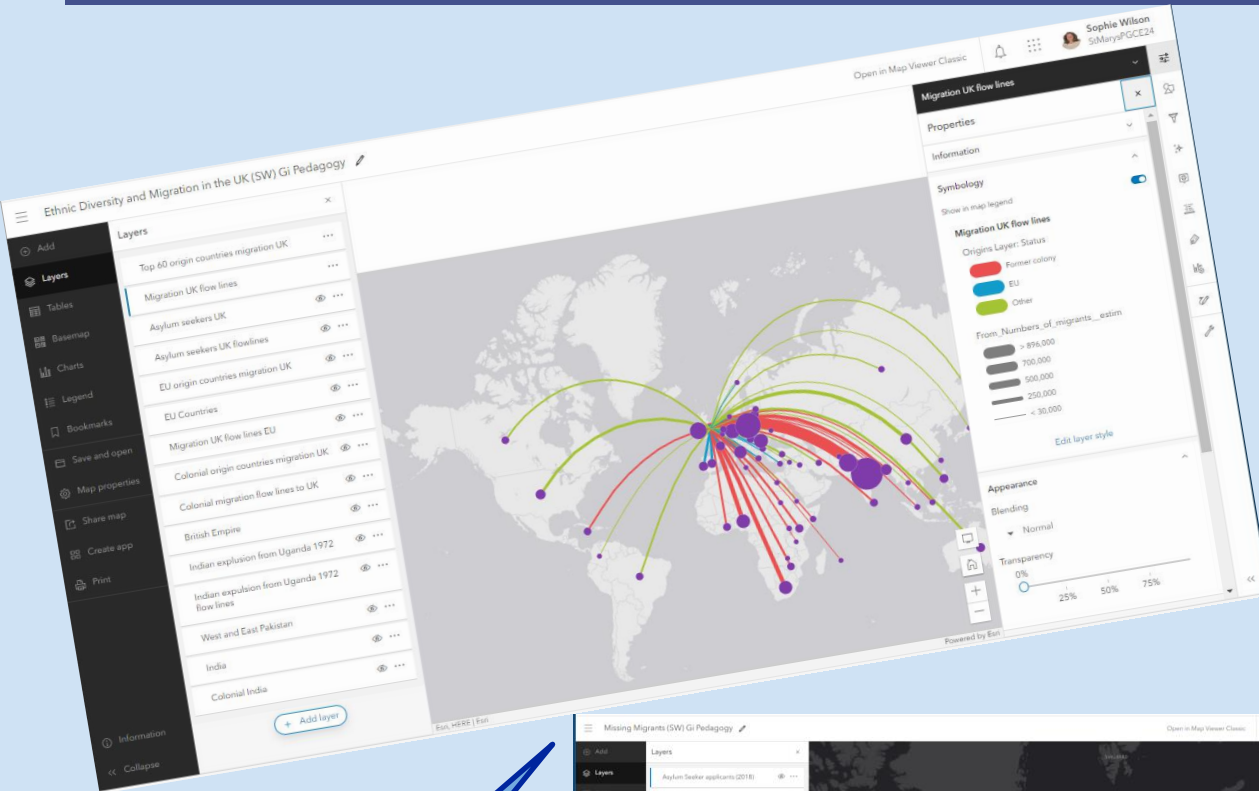 Sophie Wilson
StMarysPGCE24
Open in Map Viewer Classic
Ethnic Diversity and Migration in the UK (SW) Gi Pedagogy
Add
Layers
Tables
Basemap
Charts
Legend
Bookmarks
Save and open
Map properties
Share map
Create app
Print
Information
Collapse
Layers
Top 60 origin countries migration UK
Migration UK flow lines
Asylum seekers UK
Asylum seekers UK flowlines
EU origin countries migration UK
EU Countries
Migration UK flow lines EU
Colonial origin countries migration UK
Colonial migration flow lines to UK
British Empire
Indian explusion from Uganda 1972
Indian expulsion from Uganda 1972
flow lines
West and East Pakistan
India
Colonial India
+ Add layer
Esri, HERE | Esri
Powered by Esri
Migration UK flow lines
Properties
Information
Symbology
Show in map legend
Migration UK flow lines
Origins Layer: Status
Former colony
EU
Other
From_Numbers_of_migrants__estim
> 896,000
700,000
500,000
250,000
< 30,000
Edit layer style
Appearance
Blending
Normal
Transparency
0%
25% 50% 75%
Missing Migrants (SW) Gi Pedagogy
Open in Map Viewer Classic
Add
Layers
Layers
Asylum Seeker applicants (2018)